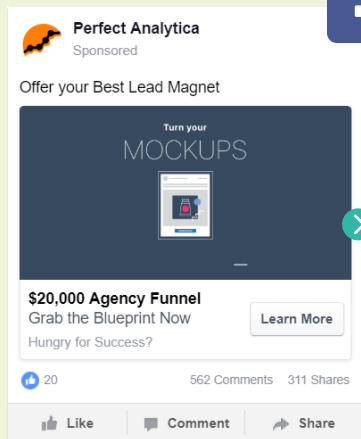 Perfect Analytica
Sponsored
Offer your Best Lead Magnet
Turn your
MOCKUPS
$20,000 Agency Funnel
Grab the Blueprint Now
Learn More
Hungry for Success?
20
562 Comments 311 Shares
Like Comment Share